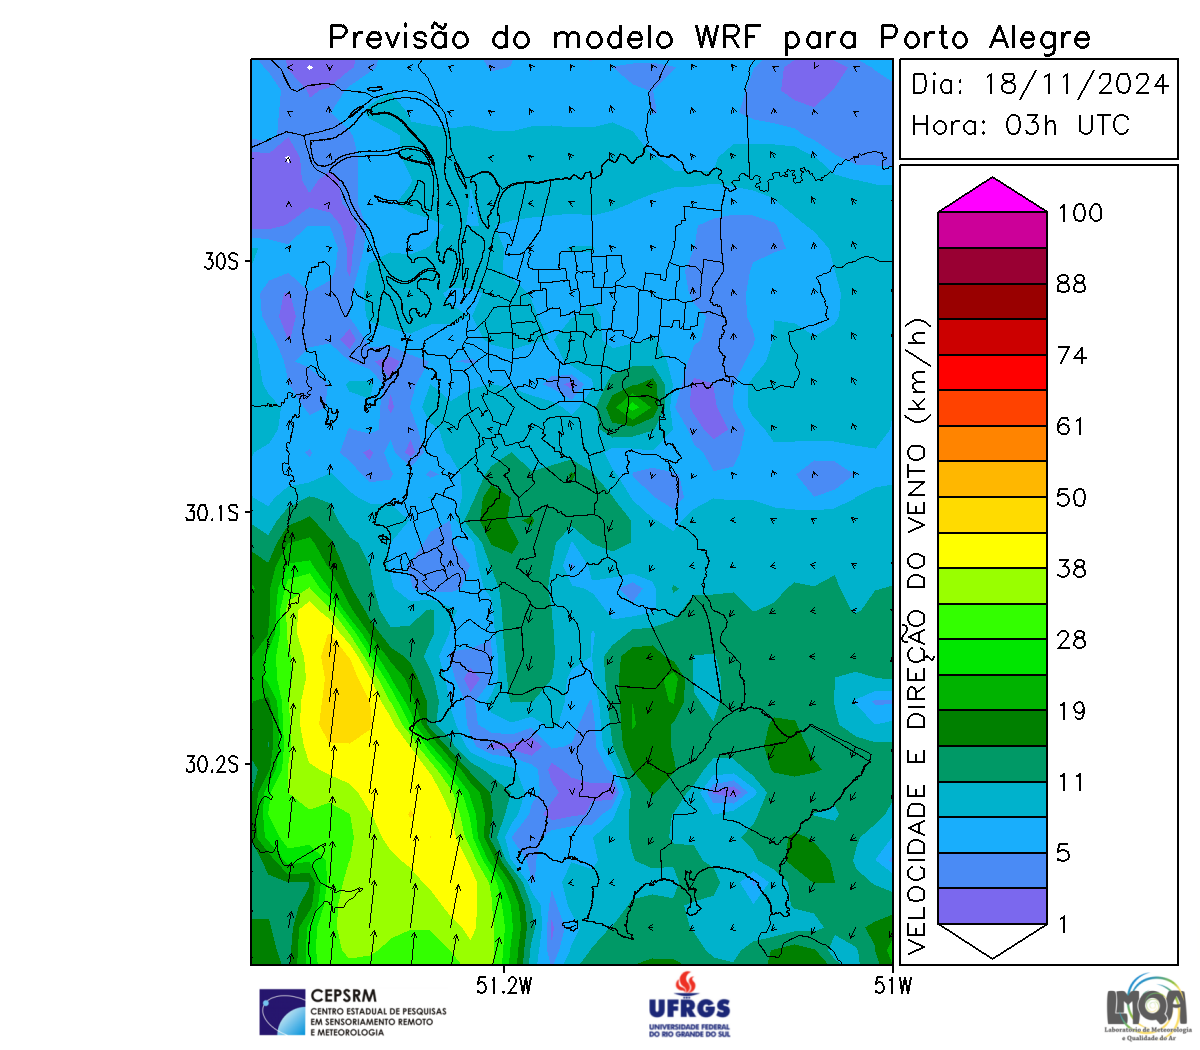 Previsão do modelo WRF para Porto Alegre
Dia: 18/11/2024
Hora: 03h UTC
100
88
74
61
50
38
28
19
11
5
1
VELOCIDADE E DIREÇÃO DO VENTO (km/h)
30S
30.1S
30.2S
51.2W
51W
CEPSRM
CENTRO ESTADUAL DE PESQUISAS
EM SENSORIAMENTO REMOTO
E METEOROLOGIA
UFRGS
UNIVERSIDADE FEDERAL
DO RIO GRANDE DO SUL
LMQA
Laboratório de Meteorologia
e Qualidade do Ar